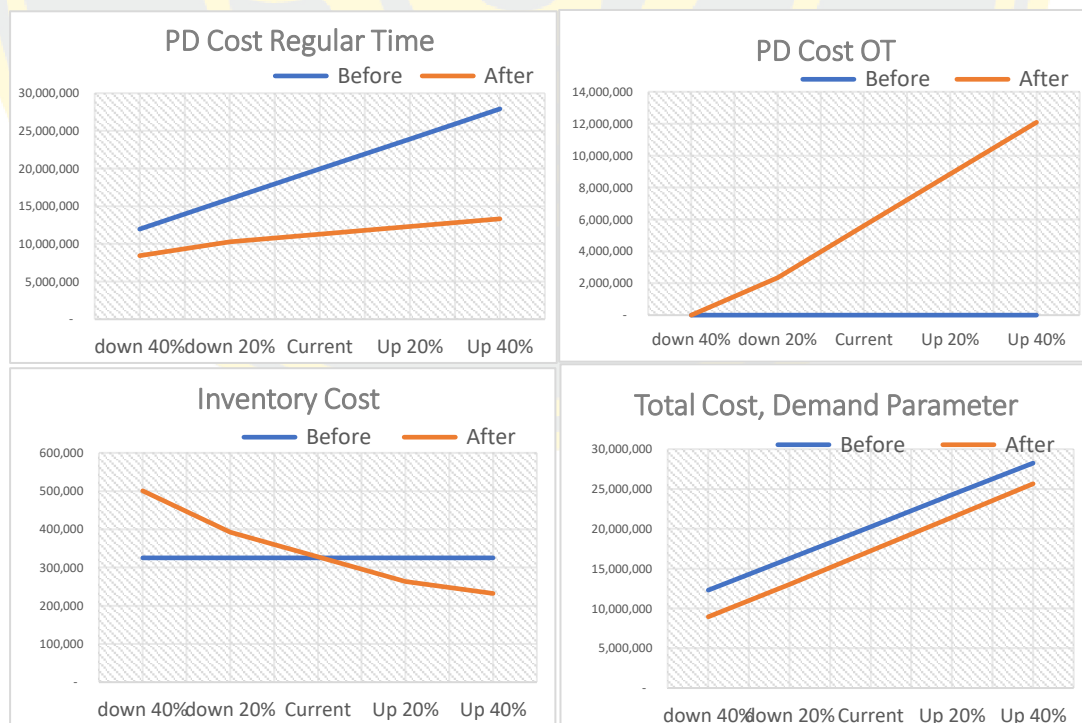 PD Cost Regular Time
Before After
30,000,000
25,000,000
20,000,000
15,000,000
10,000,000
5,000,000
-
down 40% down 20% Current Up 20% Up 40%
PD Cost OT
Before After
14,000,000
12,000,000
10,000,000
8,000,000
6,000,000
4,000,000
2,000,000
-
down 40% down 20% Current Up 20% Up 40%
Inventory Cost
Before After
600,000
500,000
400,000
300,000
200,000
100,000
-
down 40% down 20% Current Up 20% Up 40%
Total Cost, Demand Parameter
Before After
30,000,000
25,000,000
20,000,000
15,000,000
10,000,000
5,000,000
-
down 40% down 20% Current Up 20% Up 40%